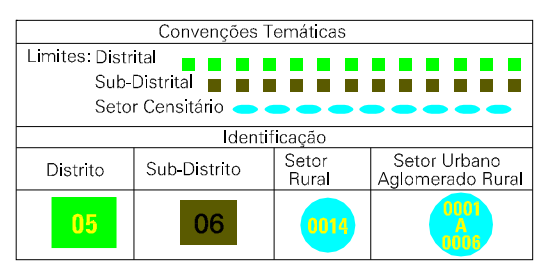 Convenções Temáticas
Limites: Distrital
Sub-Distrital
Setor Censitário
Identificação
Distrito
Sub-Distrito
Setor
Rural
Setor Urbano
Aglomerado Rural
05
06
0014
0001
A
0006